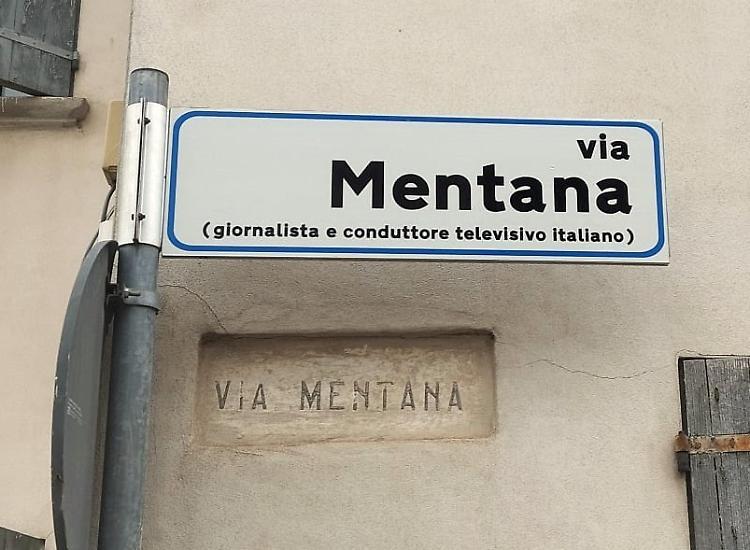 via
Mentana
(giornalista e conduttore televisivo italiano)
VIA MENTANA